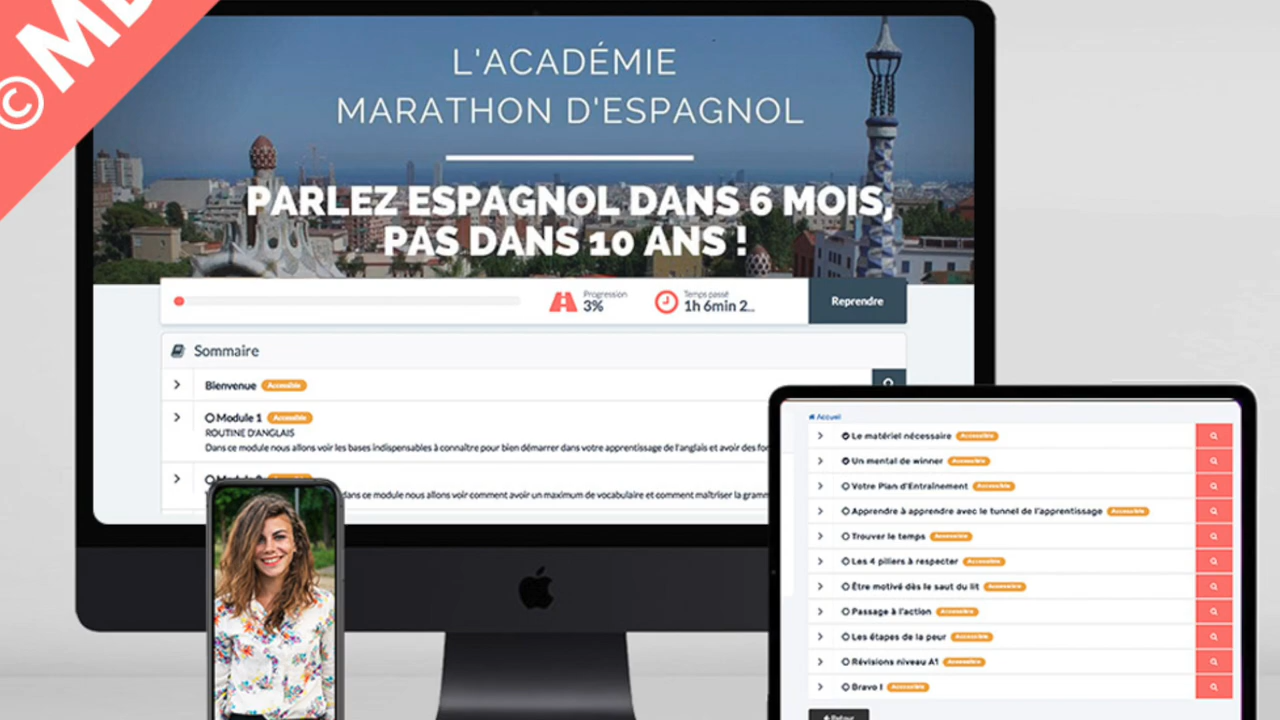 ©
L'ACADÉMIE
MARATHON D'ESPAGNOL
PARLEZ ESPAGNOL DANS 6 MOIS,
PAS DANS 10 ANS !
Progression
3%
Temps passé
1h 6min 2...
Reprendre
Sommaire
Bienvenue Accessible
Module 1 Accessible
ROUTINE D'ANGLAIS
Dans ce module nous allons voir les bases indispensables à connaître pour bien démarrer dans votre apprentissage de l'anglais et avoir des
dans ce module nous allons voir comment avoir un maximum de vocabulaire et comment maîtriser la
Accueil
Le matériel nécessaire Accessible
Un mental de winner Accessible
Votre Plan d'Entraînement Accessible
Apprendre à apprendre avec le tunnel de l'apprentissage Accessible
Trouver le temps Accessible
Les 4 piliers à respecter Accessible
Être motivé dès le saut du lit Accessible
Passage à l'action Accessible
Les étapes de la peur Accessible
Révisions niveau A1 Accessible
Bravo ! Accessible
Retour